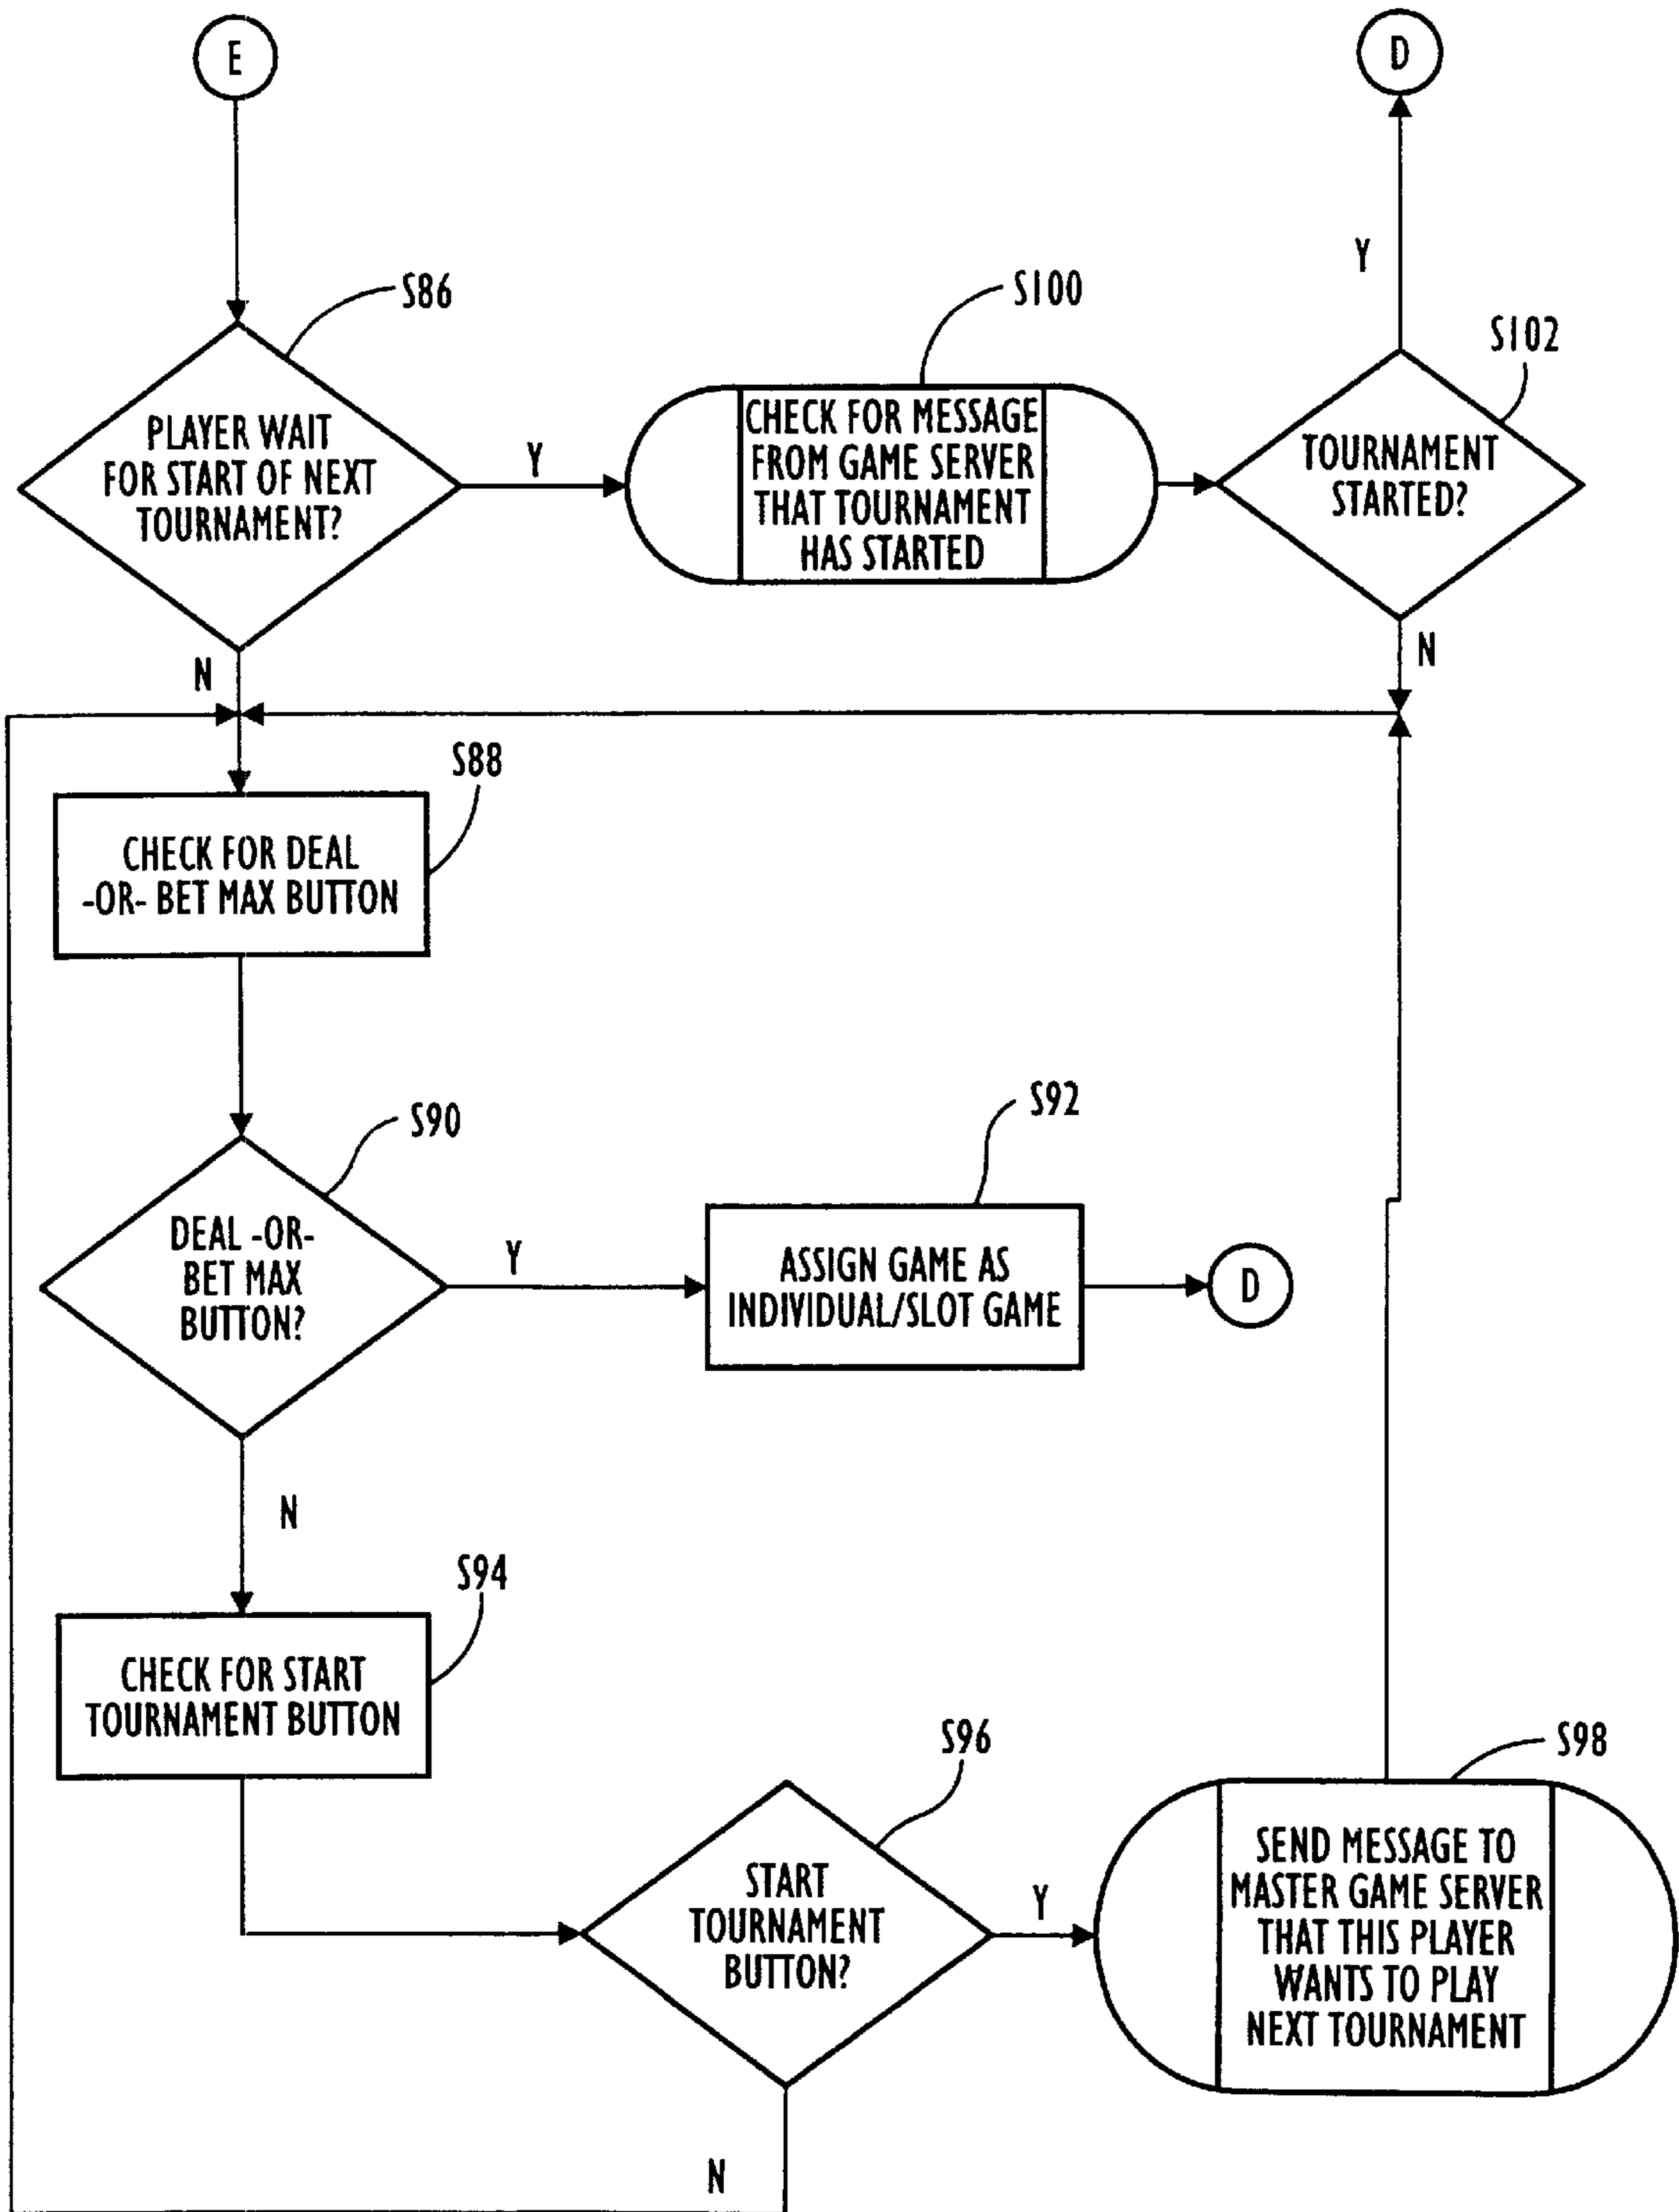 E
D
S86
S100
S102
Y
PLAYER WAIT
FOR START OF NEXT
TOURNAMENT?
Y
CHECK FOR MESSAGE
FROM GAME SERVER
THAT TOURNAMENT
HAS STARTED
TOURNAMENT
STARTED?
N
N
S88
CHECK FOR DEAL
-OR- BET MAX BUTTON
S90
S92
DEAL -OR-
BET MAX
BUTTON?
Y
ASSIGN GAME AS
INDIVIDUAL/SLOT GAME
D
N
S94
CHECK FOR START
TOURNAMENT BUTTON
S96
S98
START
TOURNAMENT
BUTTON?
Y
SEND MESSAGE TO
MASTER GAME SERVER
THAT THIS PLAYER
WANTS TO PLAY
NEXT TOURNAMENT
N